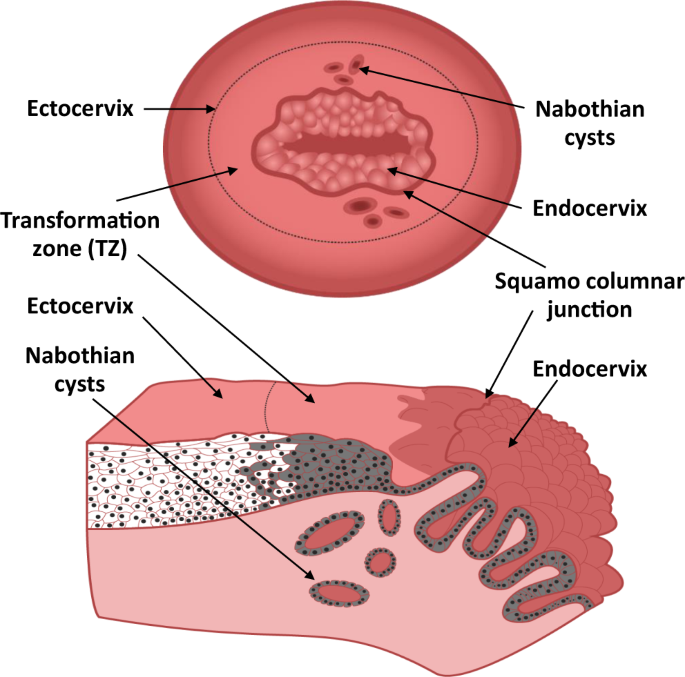 Ectocervix
Nabothian
cysts
Endocervix
Transformation
zone (TZ)
Squamo columnar
junction
Ectocervix
Nabothian
cysts
Endocervix